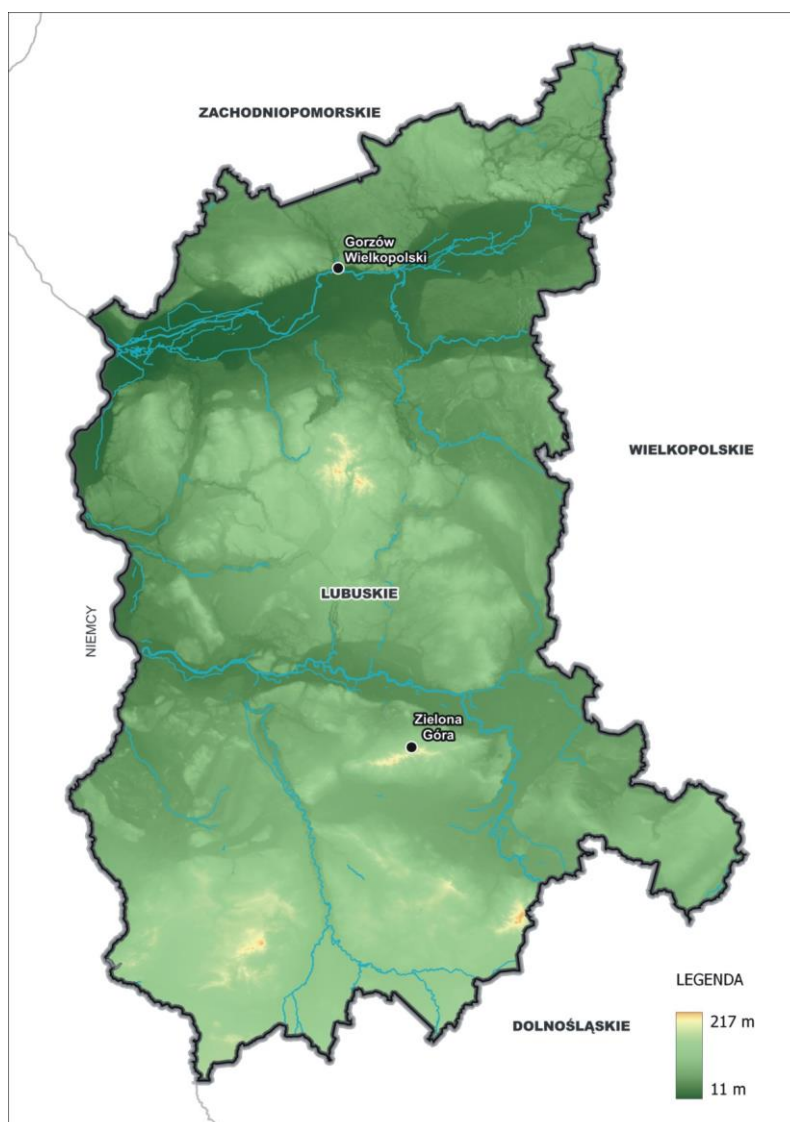 ZACHODNIOPOMORSKIE
Gorzów
Wielkopolski
WIELKOPOLSKIE
LUBUSKIE
NIEMCY
Zielona
Góra
LEGENDA
217 m
11 m
DOLNOŚLĄSKIE